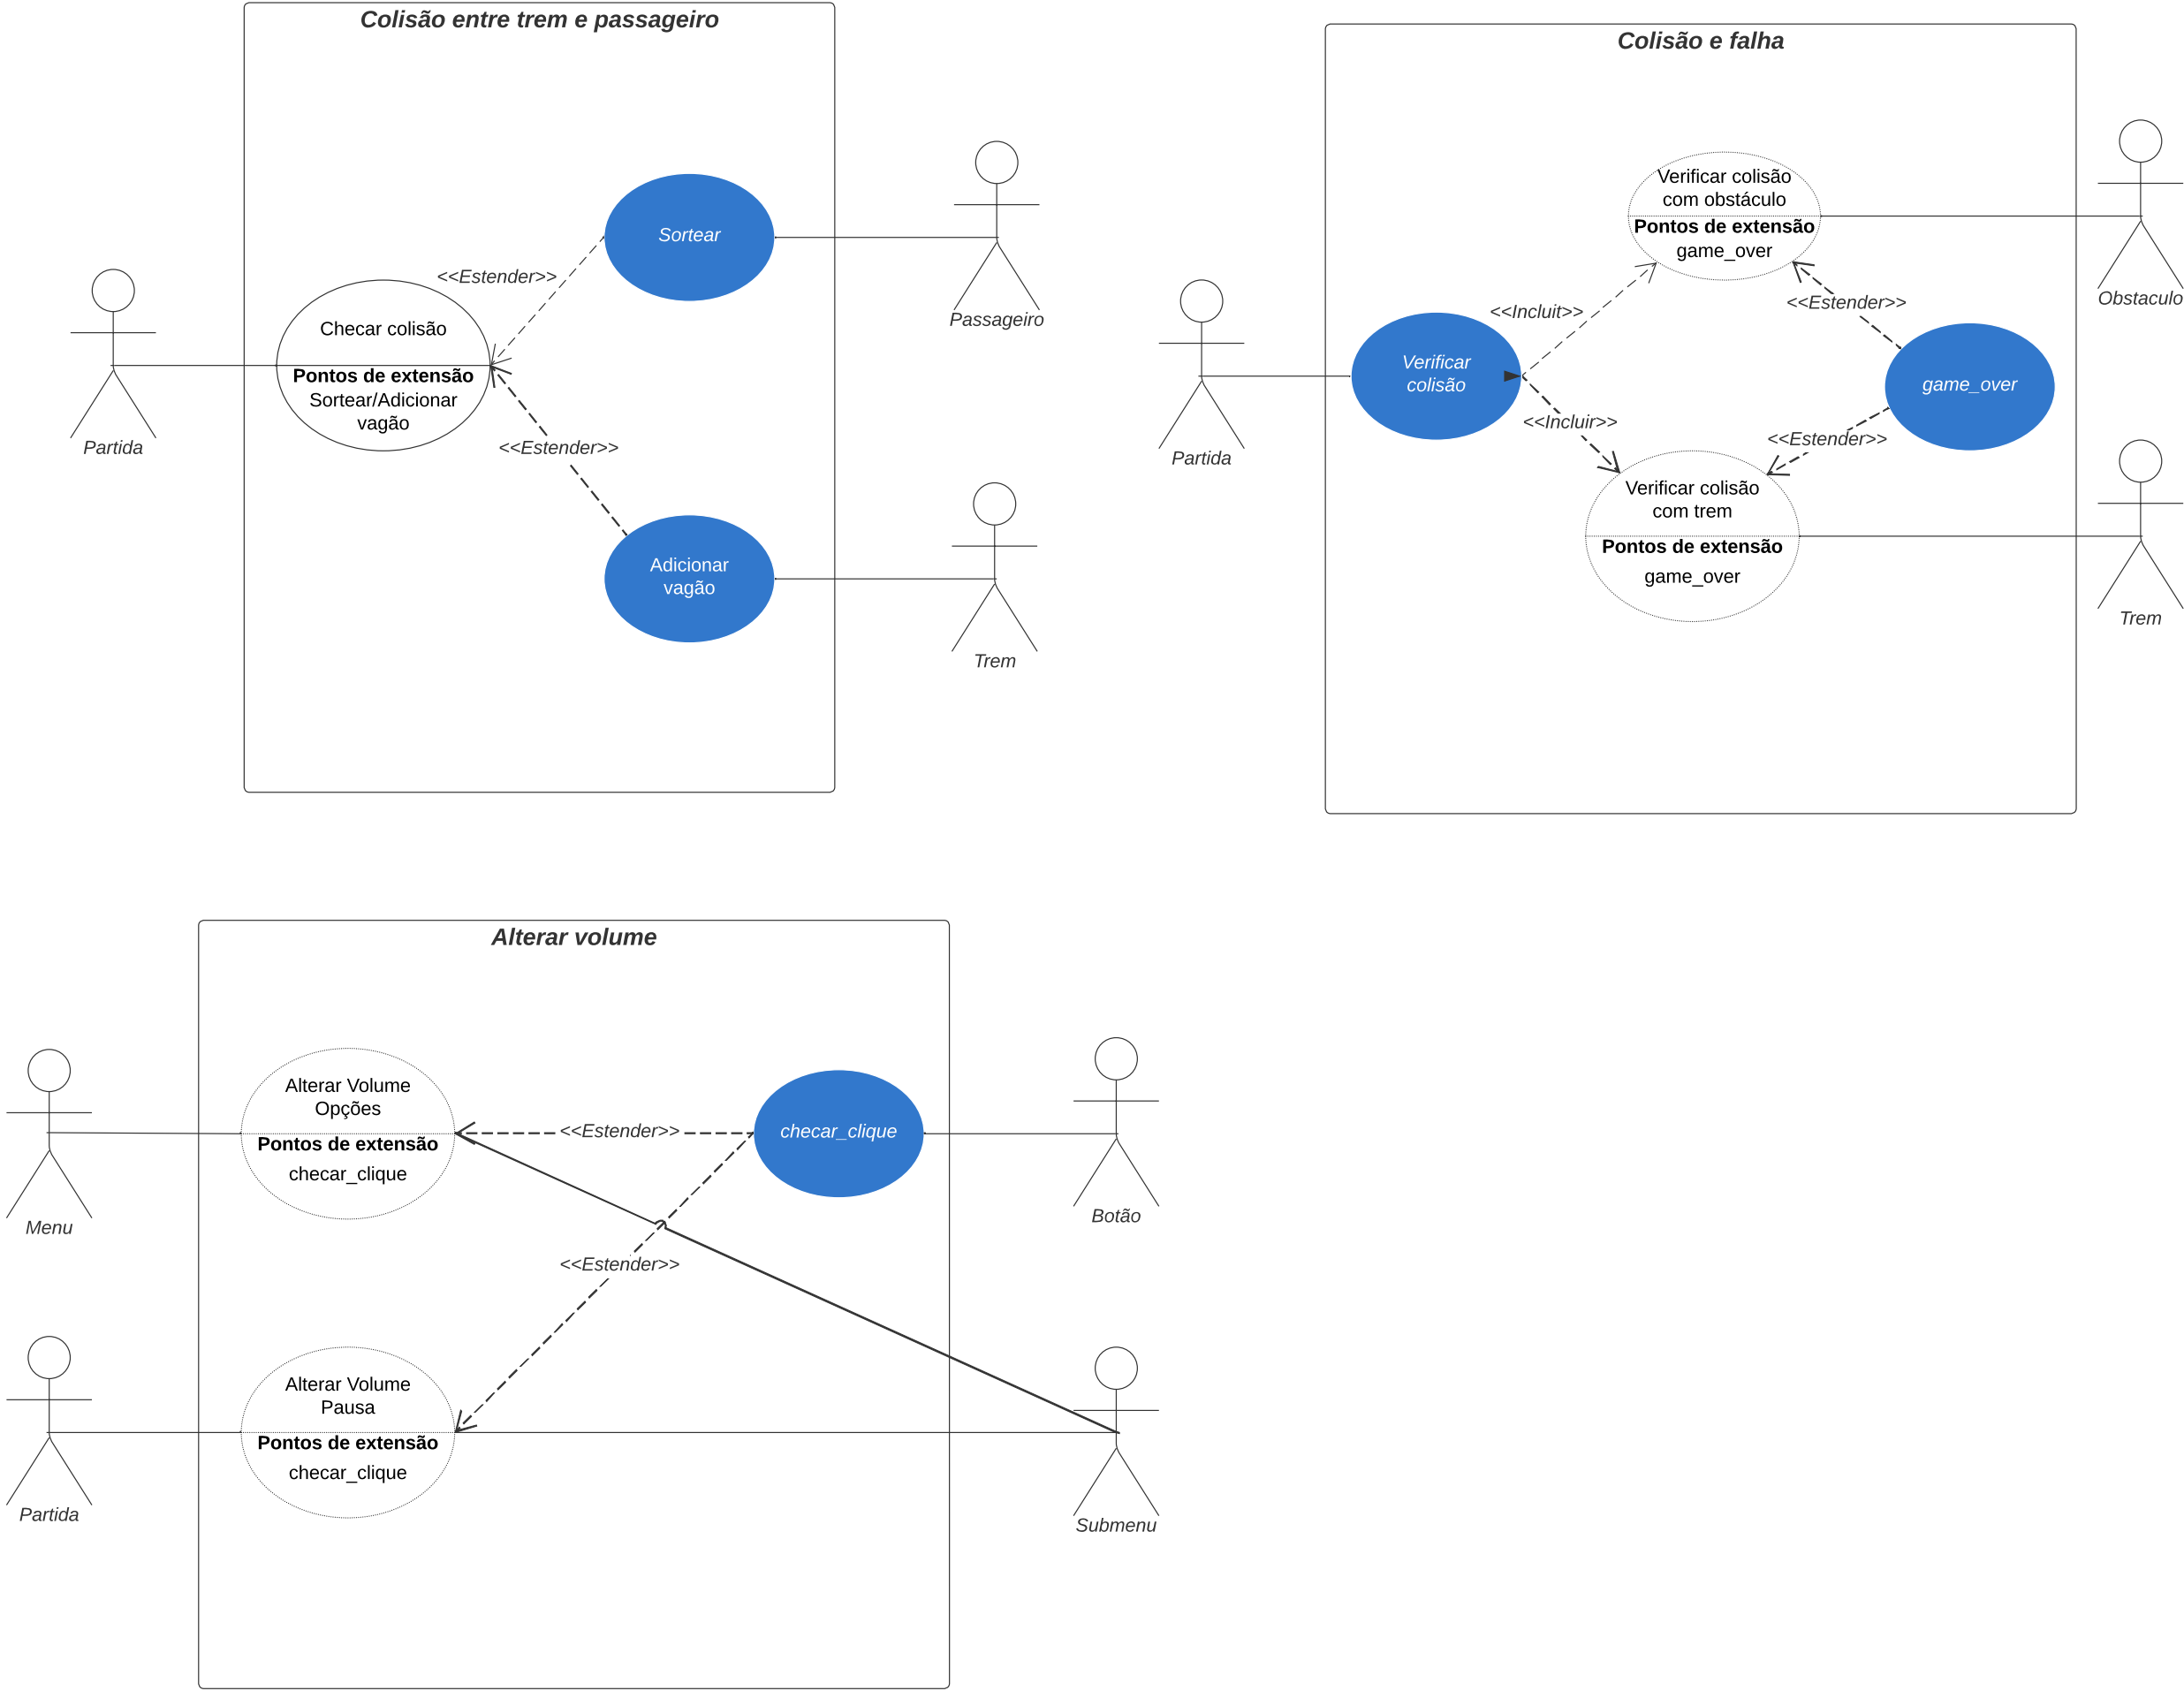 Colisão entre trem e passageiro
Sortear
<<Estender>>
Checar colisão
Pontos de extensão
Sortear/Adicionar
vagão
<<Estender>>
Adicionar
vagão
Partida
Passageiro
Trem
Colisão e falha
Verificar colisão
com obstáculo
Pontos de extensão
game_over
<<Incluit>>
<<Estender>>
Verificar
colisão
game_over
<<Incluir>>
<<Estender>>
Verificar colisão
com trem
Pontos de extensão
game_over
Partida
Obstaculo
Trem
Alterar volume
Alterar Volume
Opções
Pontos de extensão
checar_clique
<<Estender>>
checar_clique
<<Estender>>
Alterar Volume
Pausa
Pontos de extensão
checar_clique
Menu
Botão
Partida
Submenu